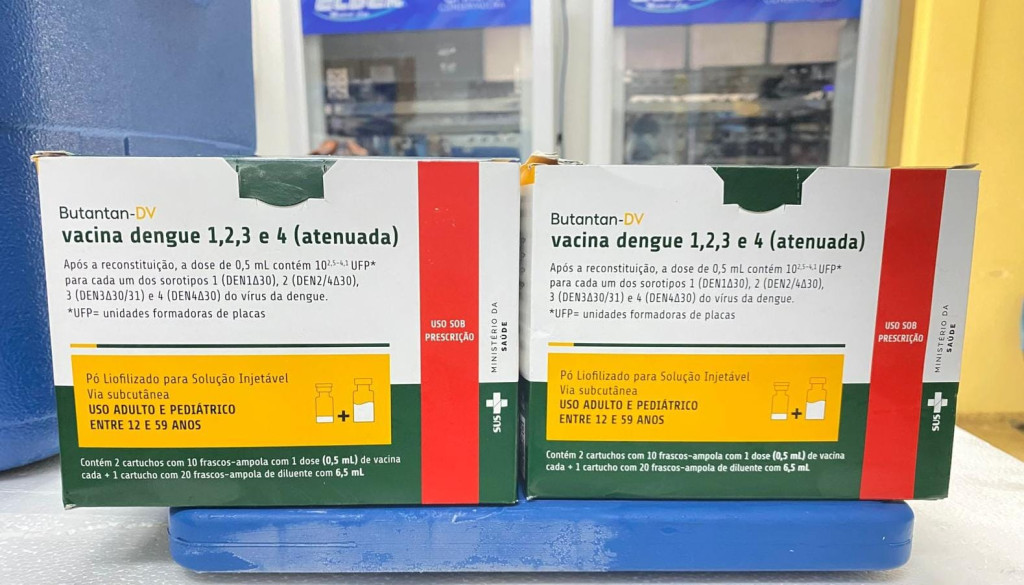 Butantan-DV
vacina dengue 1,2,3 e 4 (atenuada)
Após a reconstituição, a dose de 0,5 mL contém 10²,⁵⁻⁴,¹ UFP*
para cada um dos sorotipos 1 (DEN1Δ30), 2 (DEN2/4Δ30),
3 (DEN3Δ30/31) e 4 (DEN4Δ30) do vírus da dengue.
*UFP= unidades formadoras de placas
Pó Liofilizado para Solução Injetável
Via subcutânea
USO ADULTO E PEDIÁTRICO
ENTRE 12 E 59 ANOS
Contém 2 cartuchos com 10 frascos-ampola com 1 dose (0,5 mL) de vacina
cada + 1 cartucho com 20 frascos-ampola de diluente com 6,5 mL
USO SOB
PRESCRIÇÃO
MINISTÉRIO DA
SAÚDE
SUS
Butantan-DV
vacina dengue 1,2,3 e 4 (atenuada)
Após a reconstituição, a dose de 0,5 mL contém 10²,⁵⁻⁴,¹ UFP*
para cada um dos sorotipos 1 (DEN1Δ30), 2 (DEN2/4Δ30),
3 (DEN3Δ30/31) e 4 (DEN4Δ30) do vírus da dengue.
*UFP= unidades formadoras de placas
Pó Liofilizado para Solução Injetável
Via subcutânea
USO ADULTO E PEDIÁTRICO
ENTRE 12 E 59 ANOS
Contém 2 cartuchos com 10 frascos-ampola com 1 dose (0,5 mL) de vacina
cada + 1 cartucho com 20 frascos-ampola de diluente com 6,5 mL
USO SOB
PRESCRIÇÃO
MINISTÉRIO DA
SAÚDE
SUS